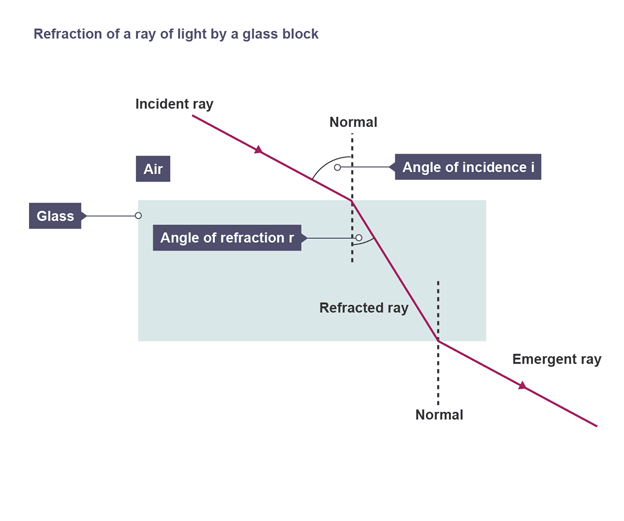 Refraction of a ray of light by a glass block
Incident ray
Normal
Air
Angle of incidence i
Glass
Angle of refraction r
Refracted ray
Emergent ray
Normal